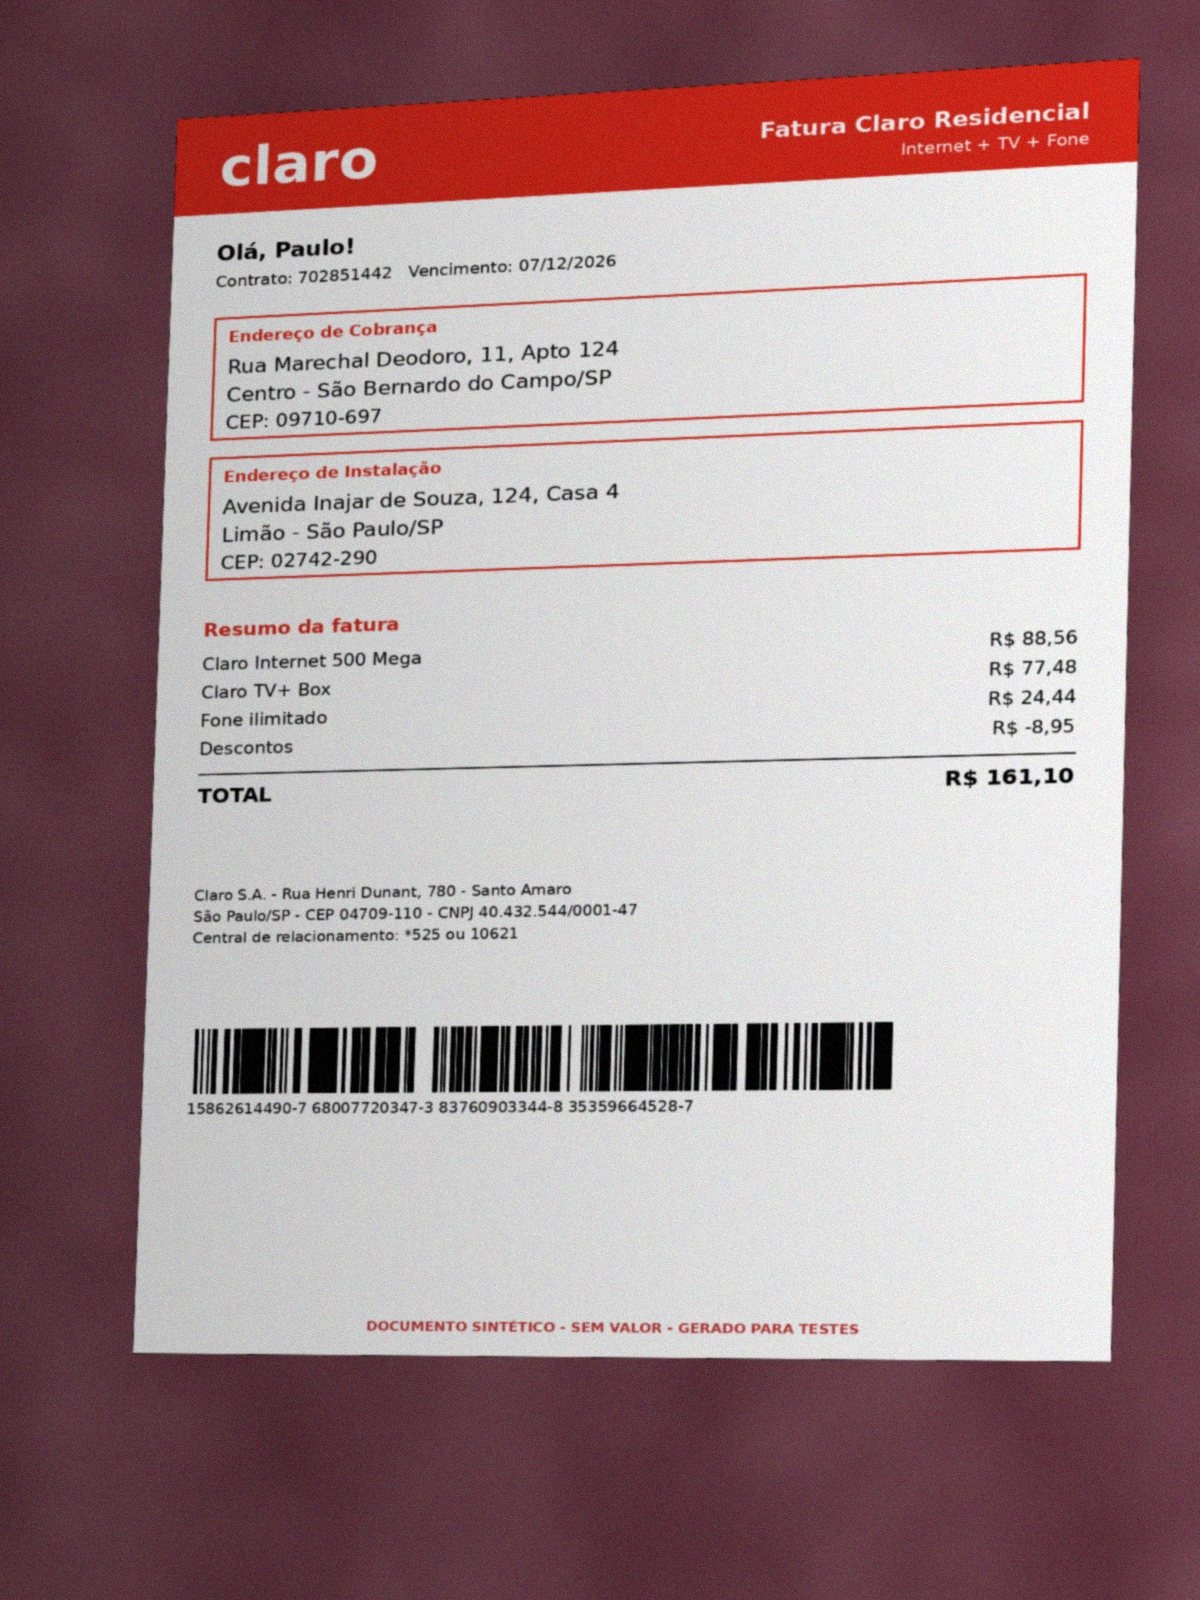 claro
Fatura Claro Residencial
Internet + TV + Fone
Olá, Paulo!
Contrato: 702851442 Vencimento: 07/12/2026
Endereço de Cobrança
Rua Marechal Deodoro, 11, Apto 124
Centro - São Bernardo do Campo/SP
CEP: 09710-697
Endereço de Instalação
Avenida Inajar de Souza, 124, Casa 4
Limão - São Paulo/SP
CEP: 02742-290
Resumo da fatura
Claro Internet 500 Mega R$ 88,56
Claro TV+ Box R$ 77,48
Fone ilimitado R$ 24,44
Descontos R$ -8,95
TOTAL R$ 161,10
Claro S.A. - Rua Henri Dunant, 780 - Santo Amaro
São Paulo/SP - CEP 04709-110 - CNPJ 40.432.544/0001-47
Central de relacionamento: *525 ou 10621
15862614490-7 68007720347-3 83760903344-8 35359664528-7
DOCUMENTO SINTÉTICO - SEM VALOR - GERADO PARA TESTES